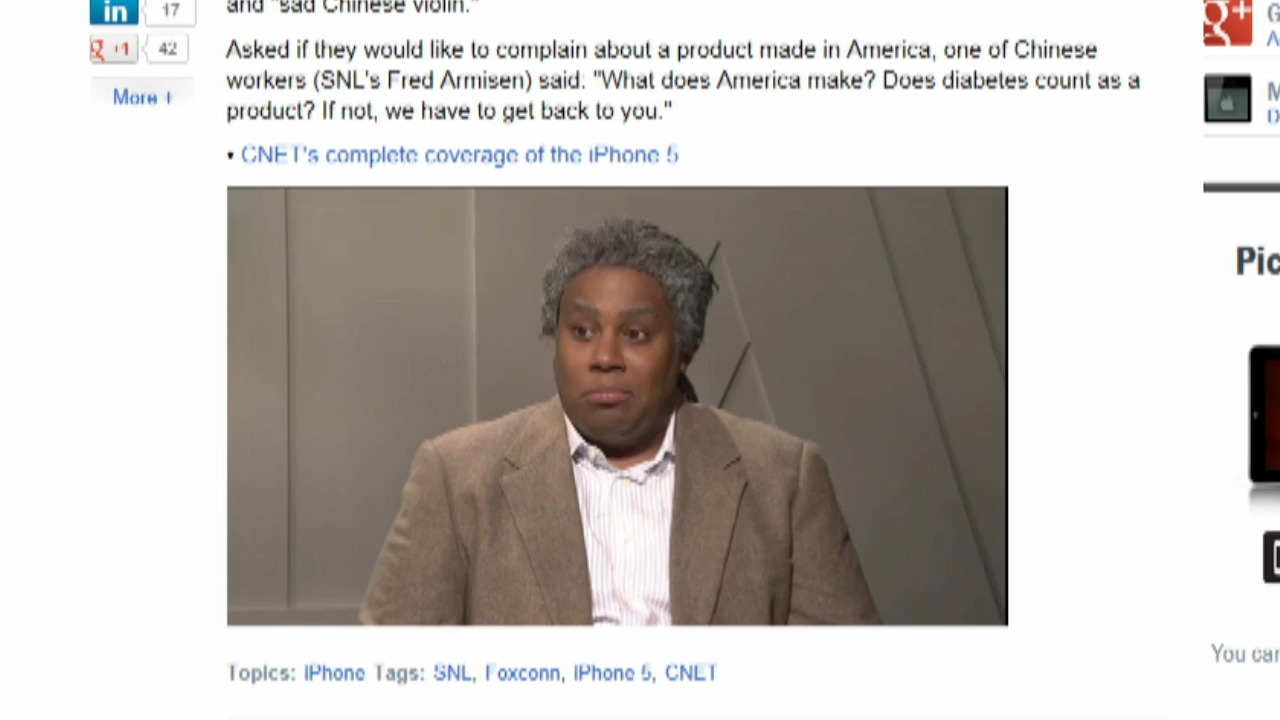 and "sad Chinese violin."
in 17
g +1 42
More +
Asked if they would like to complain about a product made in America, one of Chinese
workers (SNL's Fred Armisen) said. "What does America make? Does diabetes count as a
product? If not, we have to get back to you."
• CNET's complete coverage of the iPhone 5
Topics: iPhone Tags: SNL, Foxconn, iPhone 5, CNET
g+
Pic
You can